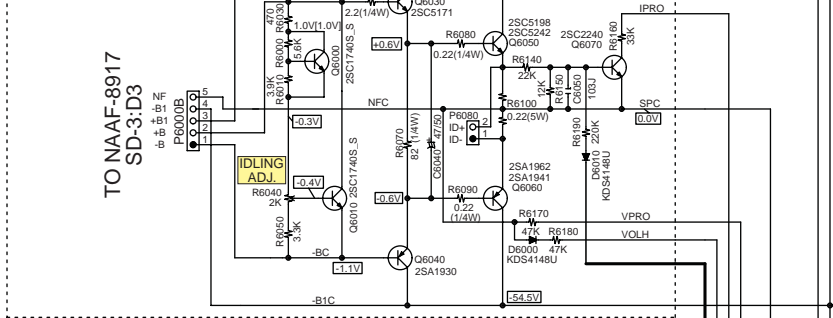 TO NAAF-8917
SD-3:D3
P6000B
NF
-B1
+B1
+B
-B
5
4
3
2
1
470
R6030
1.0V[1.0V]
R6000
5.6K
Q6000
2SC1740S_S
3.9K
R6010
-0.3V
IDLING
ADJ.
R6040
2K
-0.4V
Q6010
2SC1740S_S
R6050
3.3K
-BC
-1.1V
-B1C
2.2(1/4W)
Q6030
2SC5171
+0.6V
R6080
0.22(1/4W)
2SC5198
2SC5242
Q6050
NFC
R6070
82 (1/4W)
C6040
47/50
P6080
ID+
ID-
2
1
R6100
0.22(5W)
R6140
22K
12K
R6150
C6050
103J
2SC2240
Q6070
R6160
33K
IPRO
SPC
0.0V
R6190
220K
D6010
KDS4148U
2SA1962
2SA1941
Q6060
-0.6V
R6090
0.22
(1/4W)
R6170
47K
R6180
47K
D6000
KDS4148U
VPRO
VOLH
Q6040
2SA1930
-54.5V